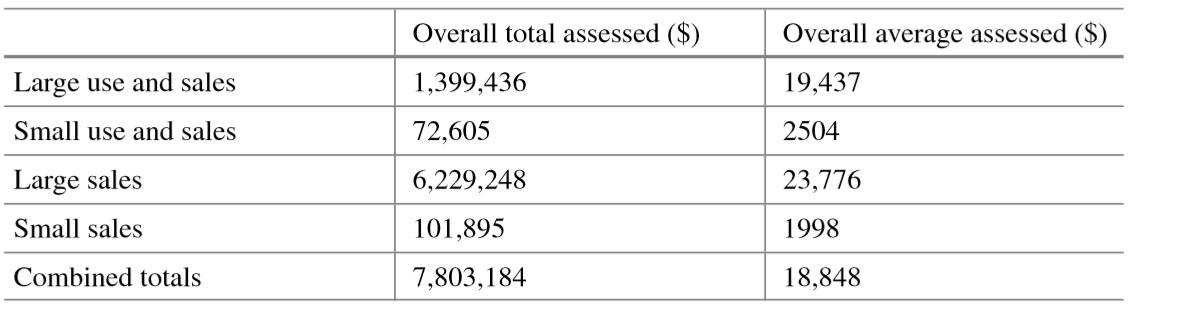 Overall total assessed ($) Overall average assessed ($)
Large use and sales 1,399,436 19,437
Small use and sales 72,605 2504
Large sales 6,229,248 23,776
Small sales 101,895 1998
Combined totals 7,803,184 18,848